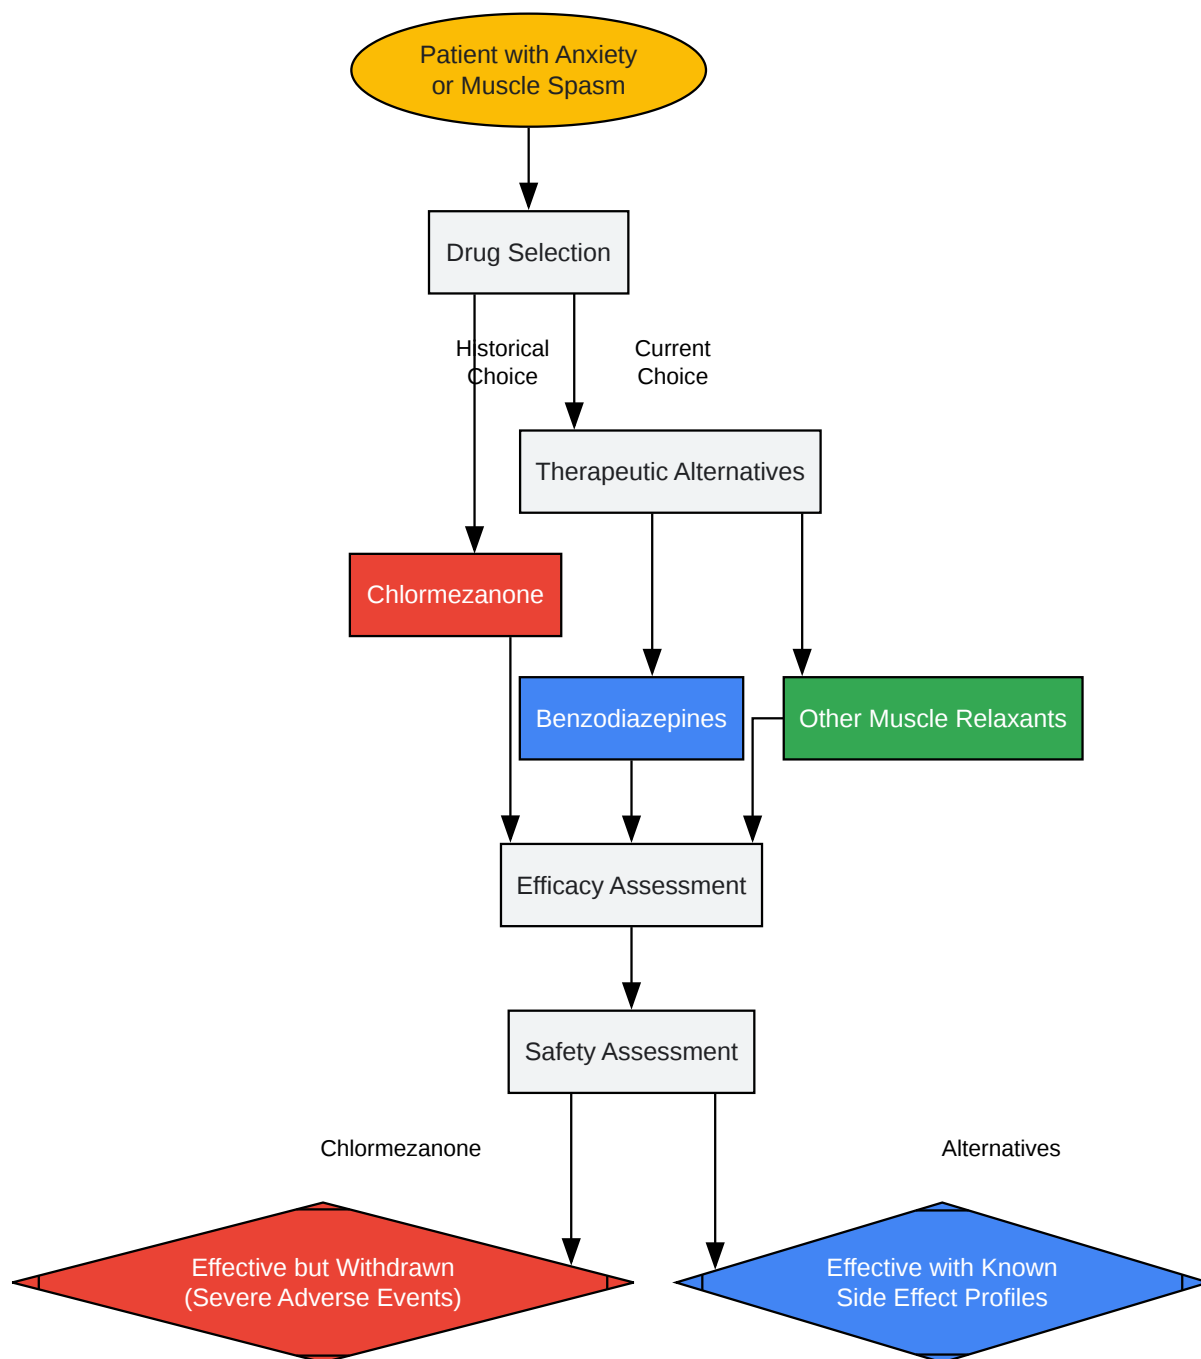 Patient with Anxiety
or Muscle Spasm
Drug Selection
Historical
Choice
Current
Choice
Therapeutic Alternatives
Chlormezanone
Benzodiazepines
Other Muscle Relaxants
Efficacy Assessment
Safety Assessment
Chlormezanone
Alternatives
Effective but Withdrawn
(Severe Adverse Events)
Effective with Known
Side Effect Profiles